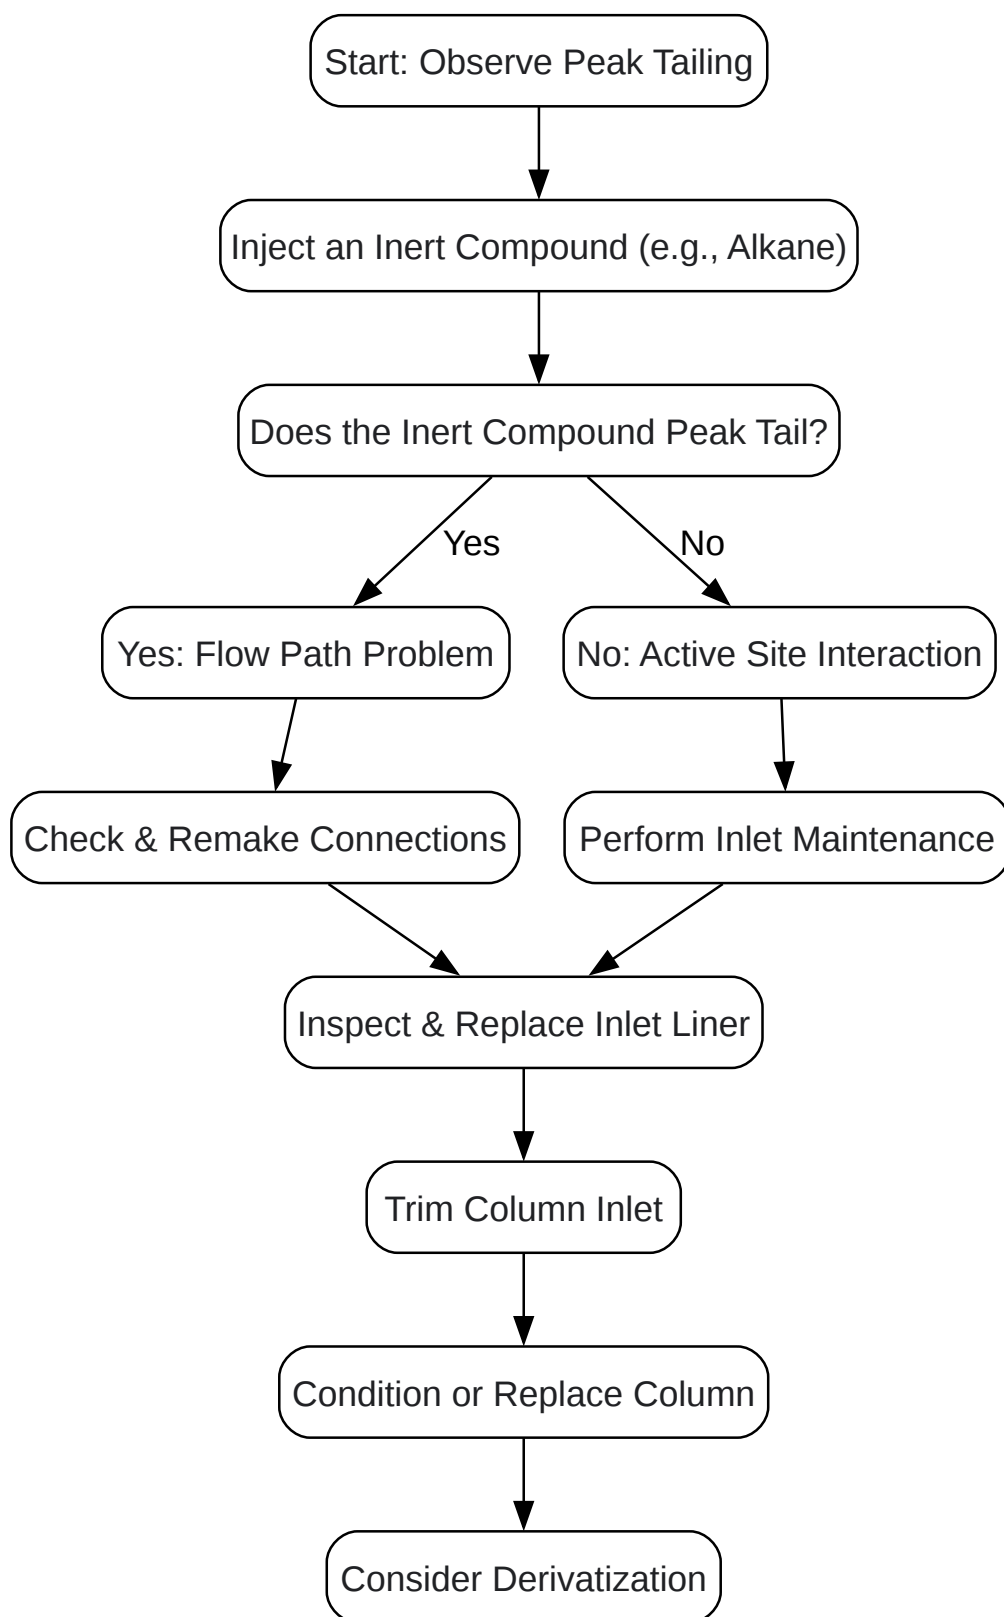 Start: Observe Peak Tailing
Inject an Inert Compound (e.g., Alkane)
Does the Inert Compound Peak Tail?
Yes
No
Yes: Flow Path Problem
No: Active Site Interaction
Check & Remake Connections
Perform Inlet Maintenance
Inspect & Replace Inlet Liner
Trim Column Inlet
Condition or Replace Column
Consider Derivatization